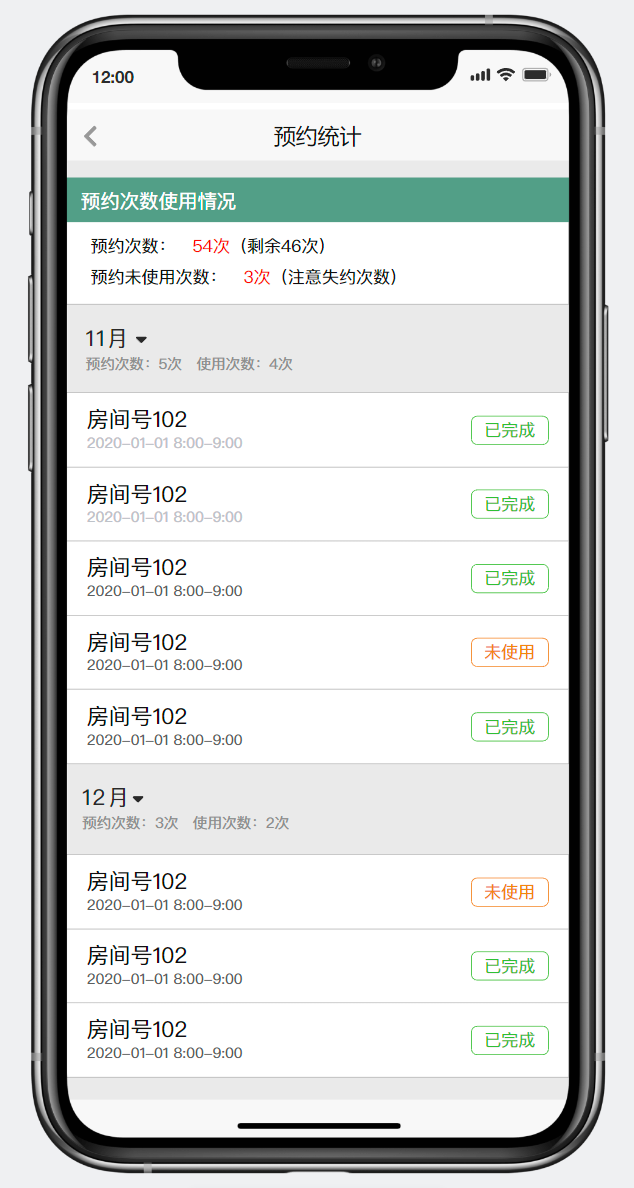 12:00
预约统计
预约次数使用情况
预约次数： 54次（剩余46次）
预约未使用次数： 3次（注意失约次数）
11月
预约次数：5次 使用次数：4次
房间号102
已完成
2020-01-01 8:00-9:00
房间号102
已完成
2020-01-01 8:00-9:00
房间号102
已完成
2020-01-01 8:00-9:00
房间号102
未使用
2020-01-01 8:00-9:00
房间号102
已完成
2020-01-01 8:00-9:00
12月
预约次数：3次 使用次数：2次
房间号102
未使用
2020-01-01 8:00-9:00
房间号102
已完成
2020-01-01 8:00-9:00
房间号102
已完成
2020-01-01 8:00-9:00